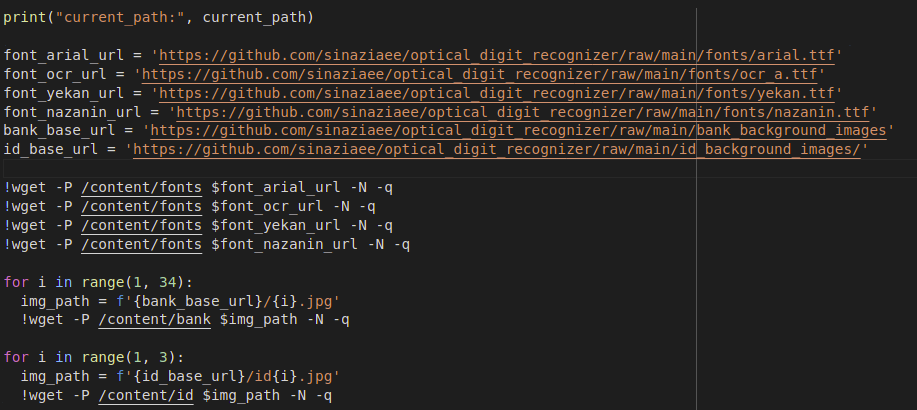 print("current_path:", current_path)
font_arial_url = 'https://github.com/sinaziaee/optical_digit_recognizer/raw/main/fonts/arial.ttf'
font_ocr_url = 'https://github.com/sinaziaee/optical_digit_recognizer/raw/main/fonts/ocr_a.ttf'
font_yekan_url = 'https://github.com/sinaziaee/optical_digit_recognizer/raw/main/fonts/yekan.ttf'
font_nazanin_url = 'https://github.com/sinaziaee/optical_digit_recognizer/raw/main/fonts/nazanin.ttf'
bank_base_url = 'https://github.com/sinaziaee/optical_digit_recognizer/raw/main/bank_background_images'
id_base_url = 'https://github.com/sinaziaee/optical_digit_recognizer/raw/main/id_background_images/'
!wget -P /content/fonts $font_arial_url -N -q
!wget -P /content/fonts $font_ocr_url -N -q
!wget -P /content/fonts $font_yekan_url -N -q
!wget -P /content/fonts $font_nazanin_url -N -q
for i in range(1, 34):
  img_path = f'{bank_base_url}/{i}.jpg'
  !wget -P /content/bank $img_path -N -q
for i in range(1, 3):
  img_path = f'{id_base_url}/id{i}.jpg'
  !wget -P /content/id $img_path -N -q